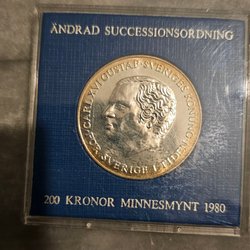 ÄNDRAD SUCCESSIONSORDNING
CARL XVI GUSTAF · SVERIGES KONUNG
FÖR SVERIGE I TIDEN
200 KRONOR MINNESMYNT 1980